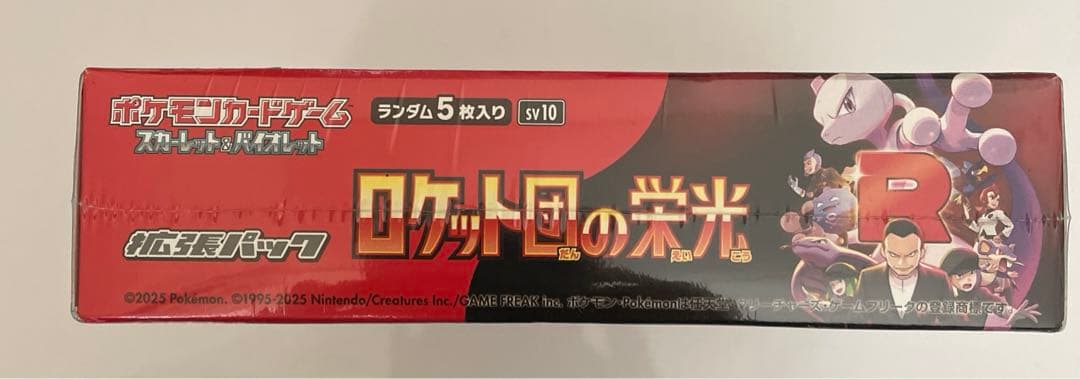 ポケモンカードゲーム
スカーレット&バイオレット
ランダム5枚入り SV10
ロケット団の栄光
だん えい こう
拡張パック
R
©2025 Pokémon. ©1995-2025 Nintendo/Creatures Inc./GAME FREAK inc. ポケモン・Pokémonは任天堂・クリーチャーズ・ゲームフリークの登録商標です。